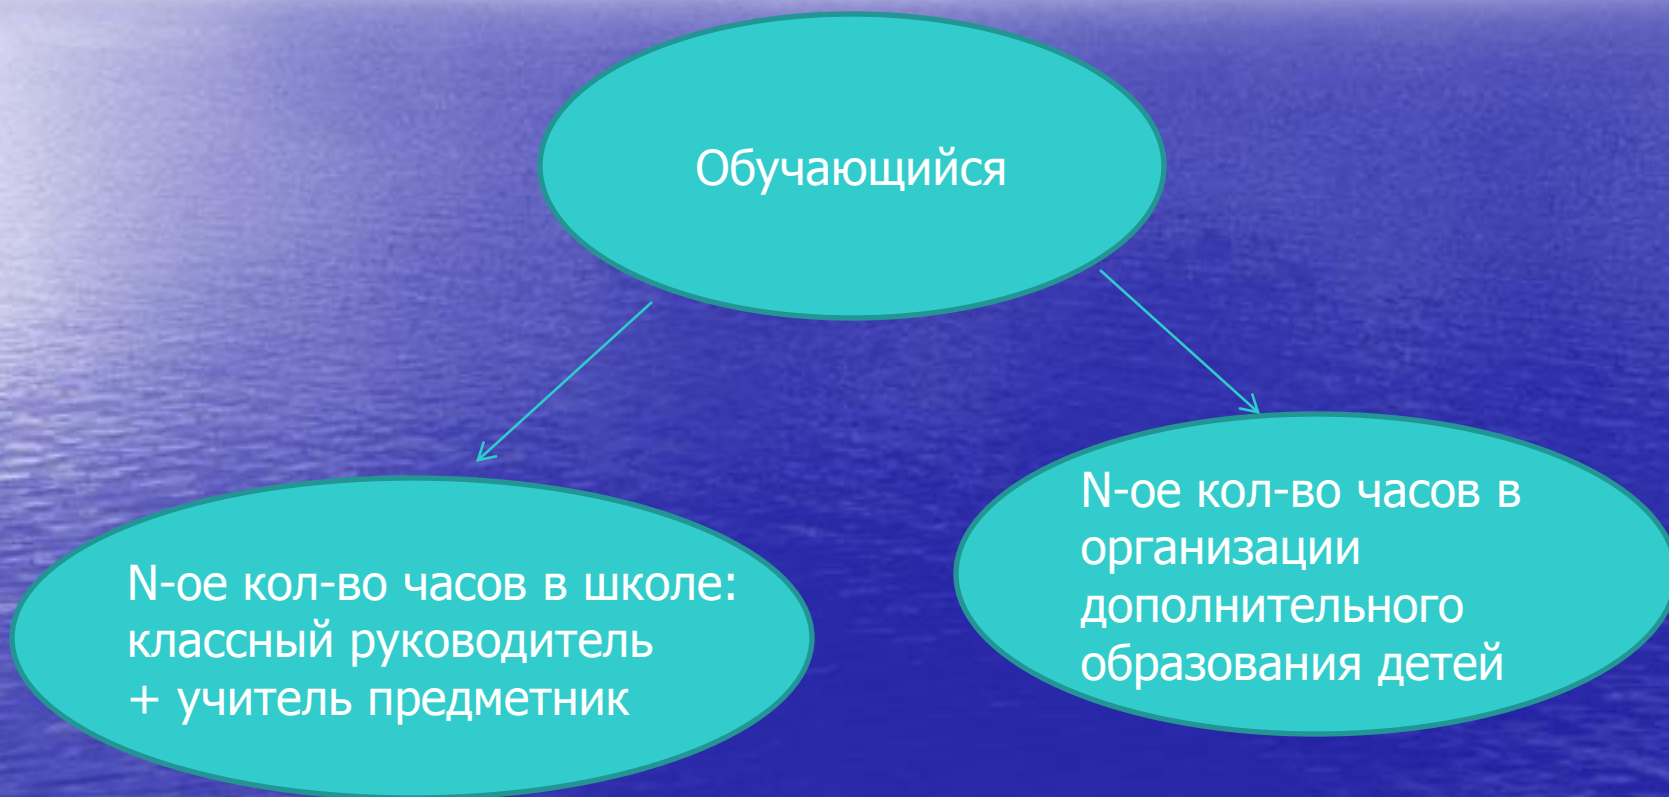 Обучающийся
N-ое кол-во часов в школе:
классный руководитель
+ учитель предметник
N-ое кол-во часов в
организации
дополнительного
образования детей